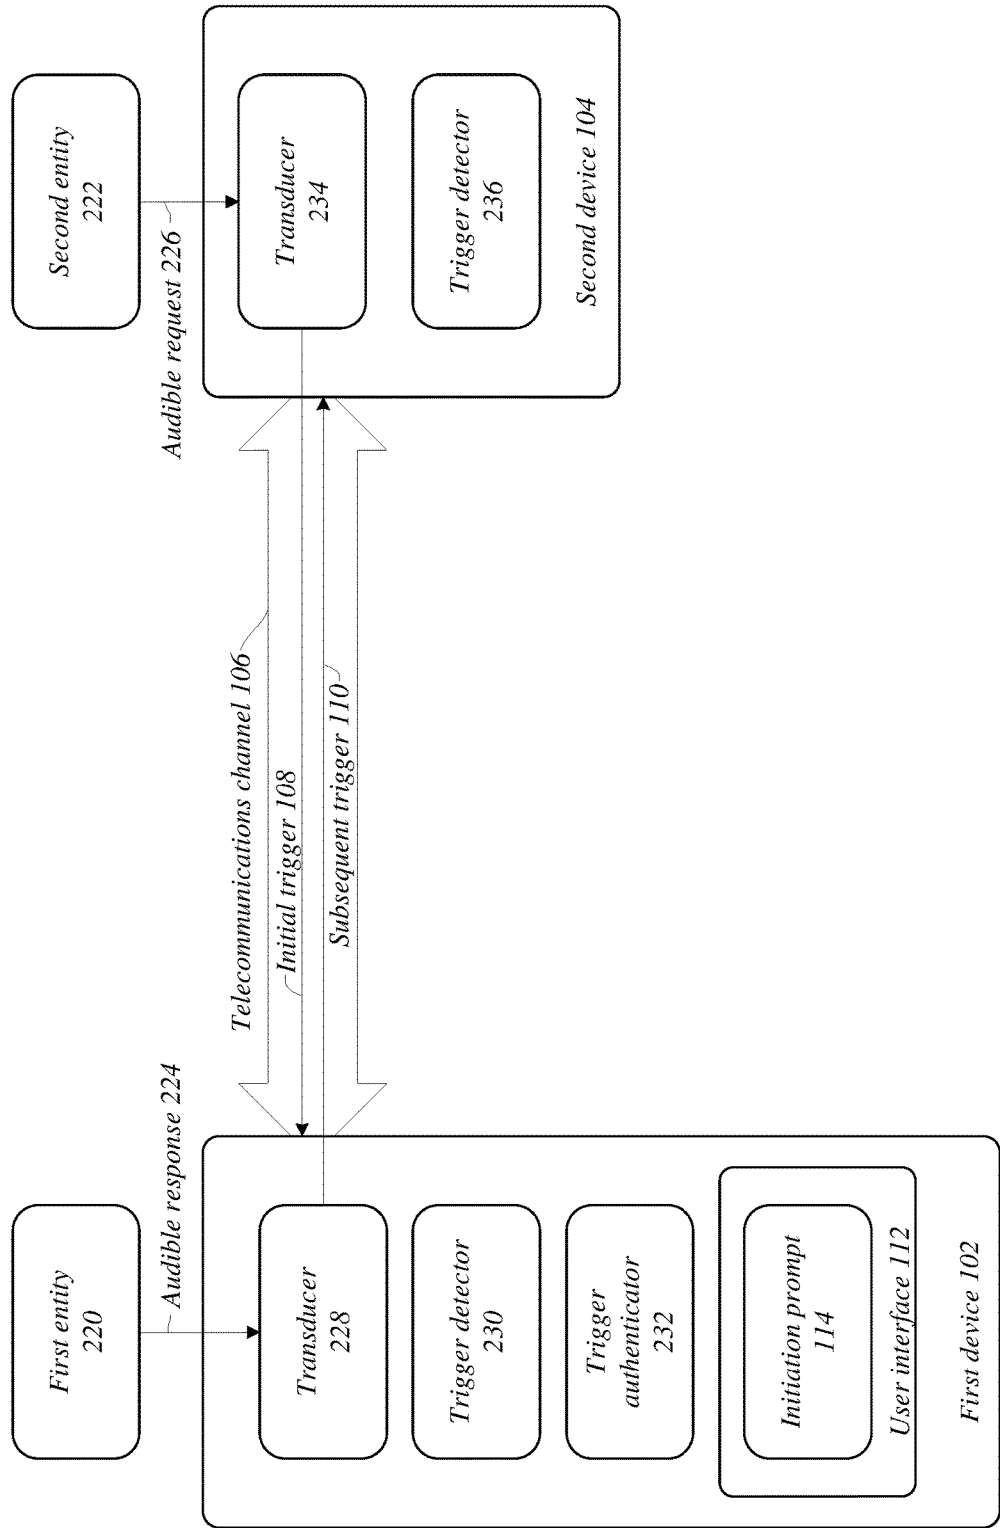 First entity
220
Second entity
222
Audible response 224
Audible request 226
Telecommunications channel 106
Initial trigger 108
Subsequent trigger 110
Transducer
228
Trigger detector
230
Trigger
authenticator
232
Initiation prompt
114
User interface 112
First device 102
Transducer
234
Trigger detector
236
Second device 104